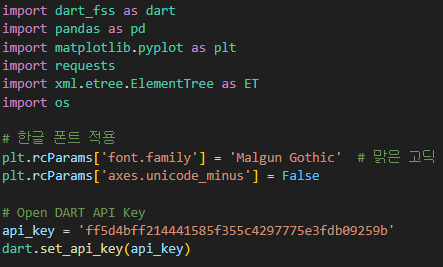 import dart_fss as dart
import pandas as pd
import matplotlib.pyplot as plt
import requests
import xml.etree.ElementTree as ET
import os
# 한글 폰트 적용
plt.rcParams['font.family'] = 'Malgun Gothic'  # 맑은 고딕
plt.rcParams['axes.unicode_minus'] = False
# Open DART API Key
api_key = 'ff5d4bff214441585f355c4297775e3fdb09259b'
dart.set_api_key(api_key)